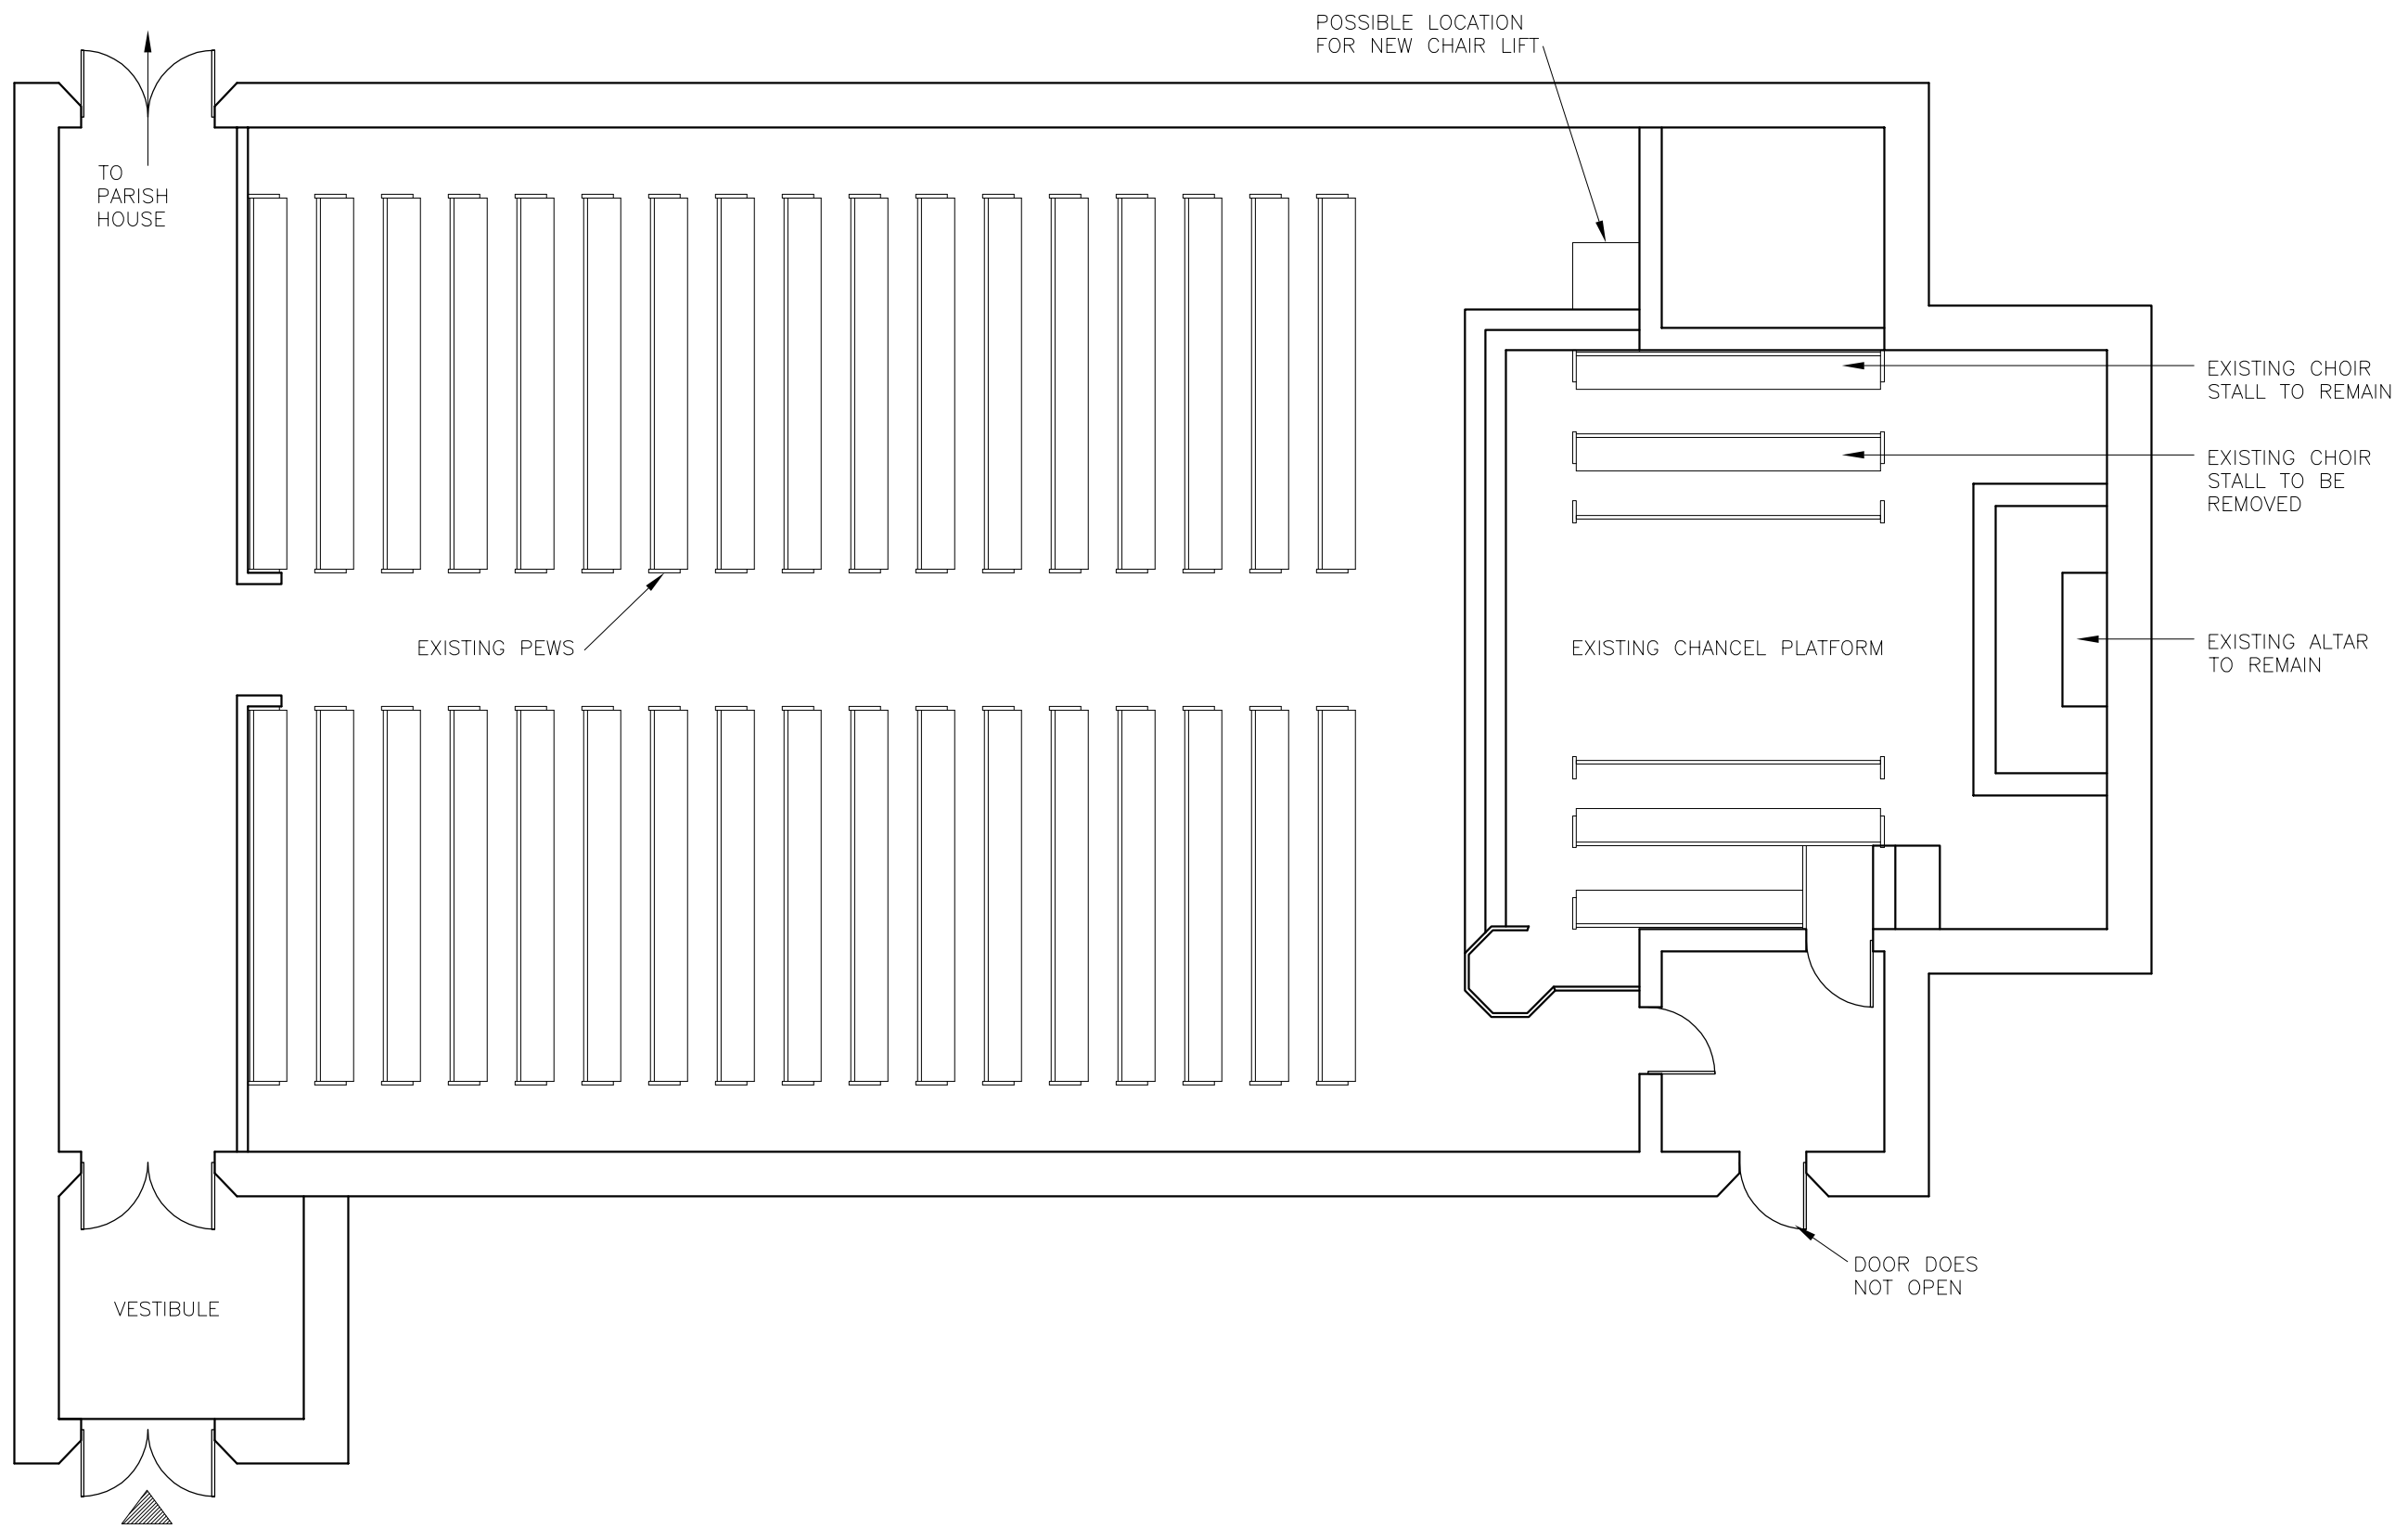 POSSIBLE LOCATION
FOR NEW CHAIR LIFT
TO
PARISH
HOUSE
EXISTING CHOIR
STALL TO REMAIN
EXISTING CHOIR
STALL TO BE
REMOVED
EXISTING PEWS
EXISTING CHANCEL PLATFORM
EXISTING ALTAR
TO REMAIN
DOOR DOES
NOT OPEN
VESTIBULE